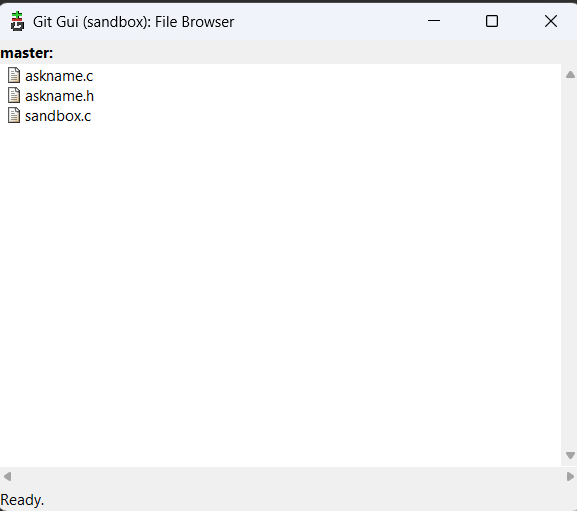 Git Gui (sandbox): File Browser
master:
askname.c
askname.h
sandbox.c
Ready.